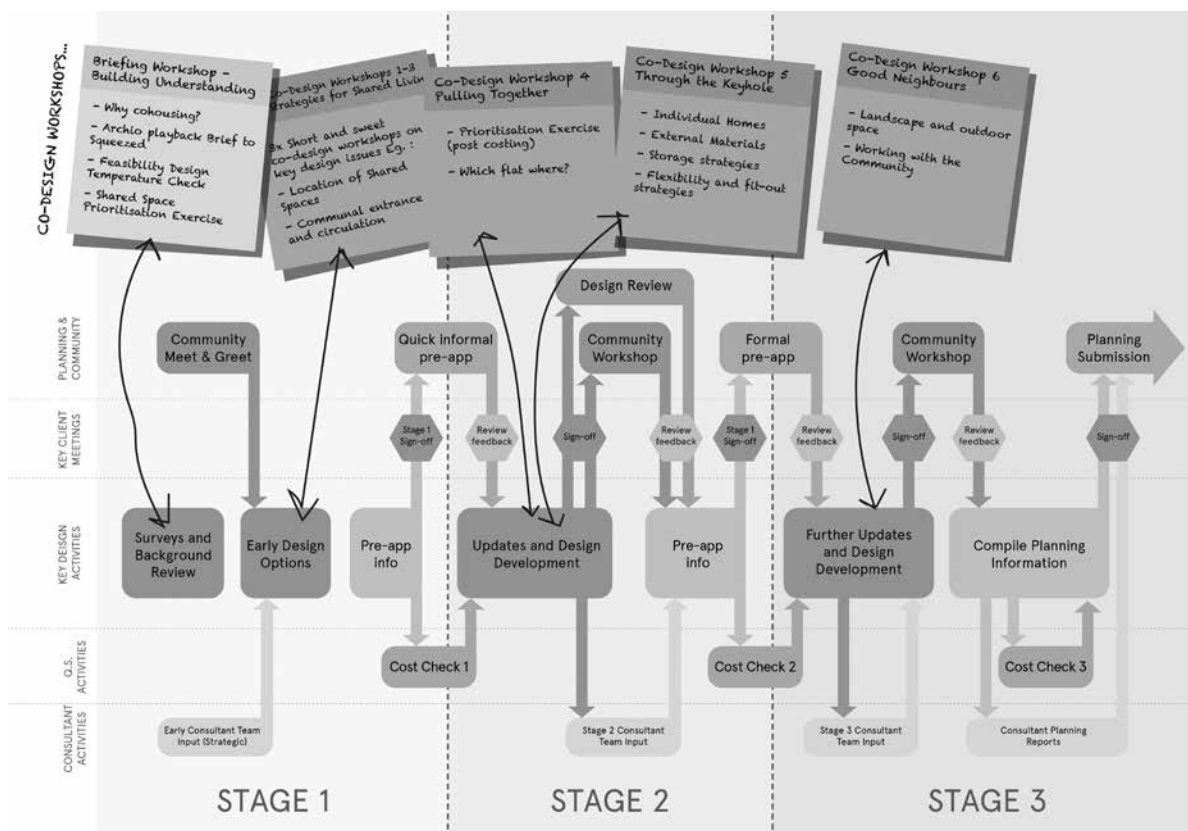 CO-DESIGN WORKSHOPS...
Briefing Workshop -
Building Understanding
- Why cohousing?
- Archio playback Brief to
Squeezed
- Feasibility Design
Temperature Check
- Shared Space
Prioritisation Exercise
Co-Design Workshops 1-3
Strategies for Shared Livin
3x Short and sweet
co-design workshops on
key design issues Eg. :
- Location of Shared
Spaces
- Communal entrance
and circulation
Co-Design Workshop 4
Pulling Together
- Prioritisation Exercise
(post costing)
- Which flat where?
Co-Design Workshop 5
Through the Keyhole
- Individual Homes
- External Materials
- Storage strategies
- Flexibility and fit-out
strategies
Co-Design Workshop 6
Good Neighbours
- Landscape and outdoor
space
- Working with the
Community
PLANNING &
COMMUNITY
Design Review
Community
Meet & Greet
Quick informal
pre-app
Community
Workshop
Formal
pre-app
Community
Workshop
Planning
Submission
KEY CLIENT
MEETINGS
Stage 1
Sign-off
Review
feedback
Sign-off
Review
feedback
Stage 1
Sign-off
Review
feedback
Sign-off
Review
feedback
Sign-off
KEY DEISGN
ACTIVITIES
Surveys and
Background
Review
Early Design
Options
Pre-app
info
Updates and Design
Development
Pre-app
info
Further Updates
and Design
Development
Compile Planning
Information
Q.S.
ACTIVITIES
Cost Check 1
Cost Check 2
Cost Check 3
CONSULTANT
ACTIVITIES
Early Consultant Team
Input (Strategic)
Stage 2 Consultant
Team Input
Stage 3 Consultant
Team Input
Consultant Planning
Reports
STAGE 1
STAGE 2
STAGE 3